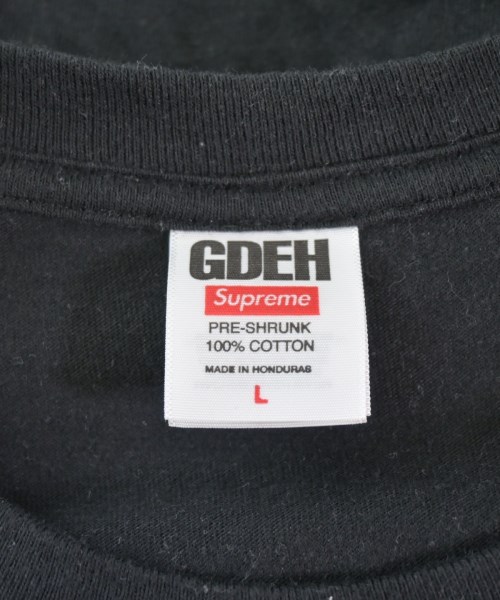 GDEH
Supreme
PRE-SHRUNK
100% COTTON
MADE IN HONDURAS
L